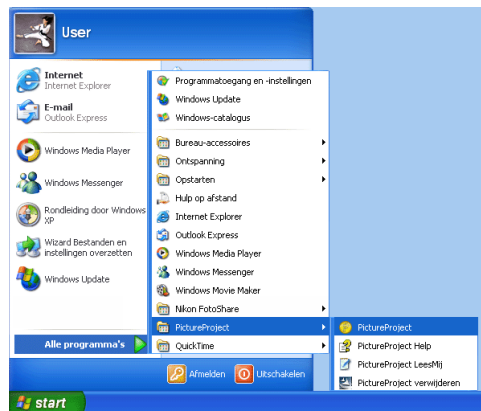 User
Internet
Internet Explorer
E-mail
Outlook Express
Windows Media Player
Windows Messenger
Rondleiding door Windows
XP
Wizard Bestanden en
instellingen overzetten
Windows Update
Alle programma's
Programmatoegang en -instellingen
Windows Update
Windows-catalogus
Bureau-accessoires
Ontspanning
Opstarten
Hulp op afstand
Internet Explorer
Outlook Express
Windows Media Player
Windows Messenger
Windows Movie Maker
Nikon FotoShare
PictureProject
QuickTime
PictureProject
PictureProject Help
PictureProject LeesMij
PictureProject verwijderen
Afmelden
Uitschakelen
start